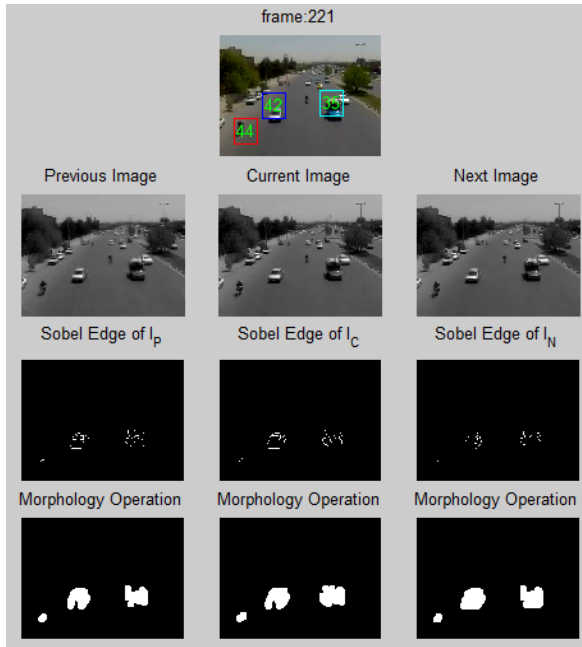 frame:221
42 35
44
Previous Image Current Image Next Image
Sobel Edge of I_P Sobel Edge of I_C Sobel Edge of I_N
Morphology Operation Morphology Operation Morphology Operation